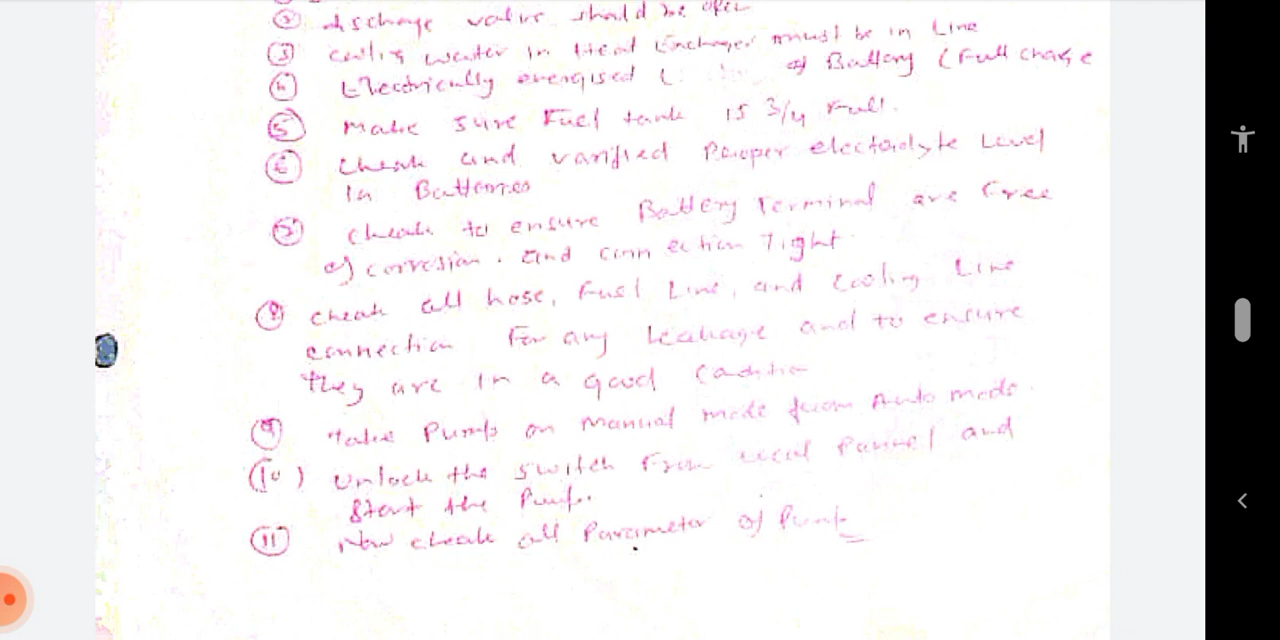 ② discharge valve should be open
③ cooling water in Heat Exchanger must be in Line
④ Electrically energised ( of Battery (Full charge
⑤ Make sure Fuel tank is 3/4 Full.
⑥ cheak and varified Proper electrolyte Level
In Batteries
cheak to ensure Battery Terminal are Free
of corrosion. and connection Tight
⑧ cheak all hose, Fuel Line, and cooling Line
connection For any Leakage and to ensure
they are in a good Condition
⑨ Take Pump on Manual mode from Auto mode.
(10) Unlock the switch From Local Pannel and
Start the Pump.
⑪ Now cheak all Parameter of Pump